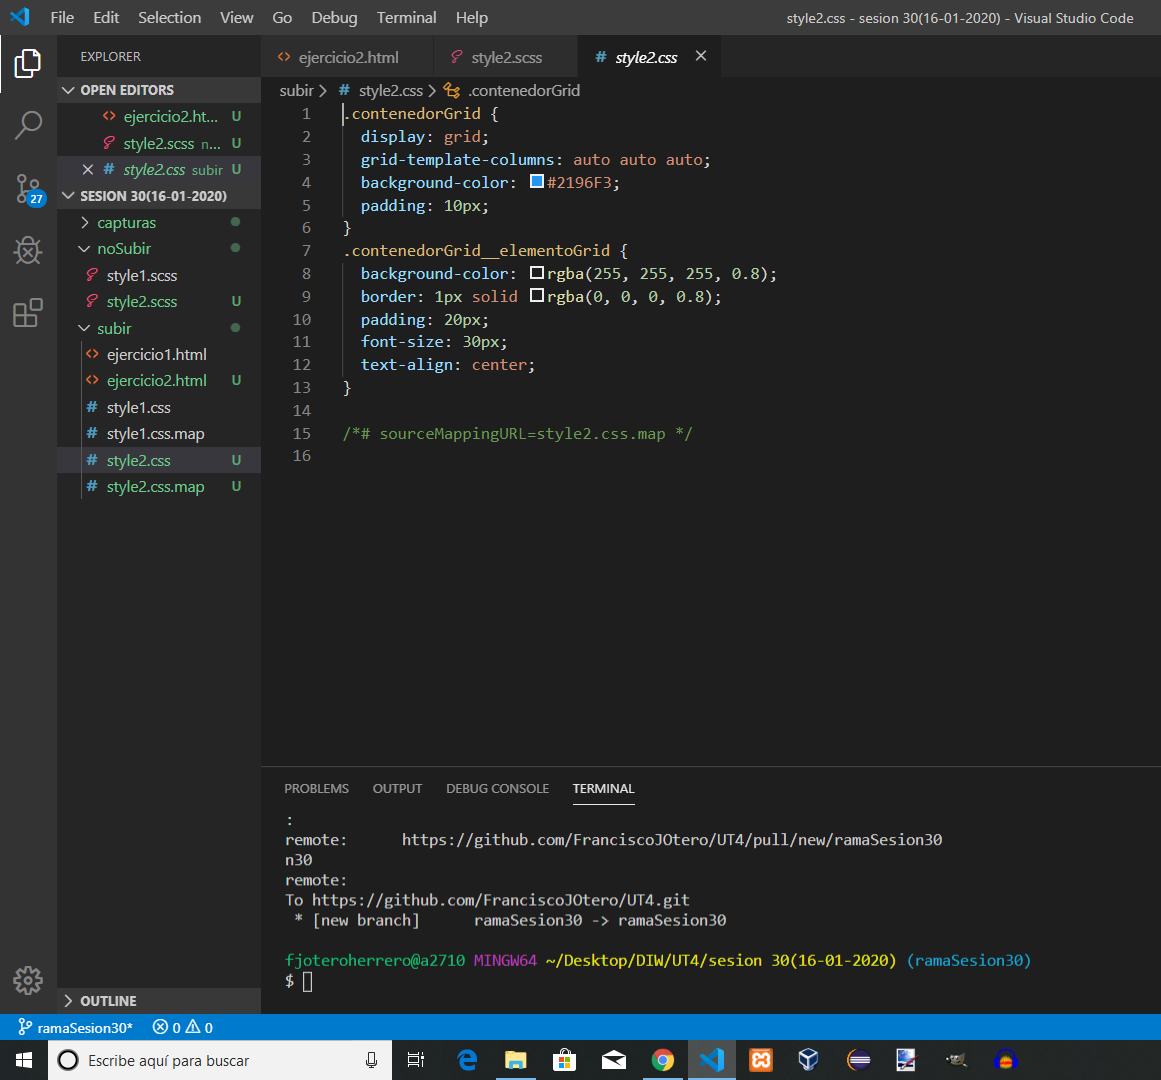 File Edit Selection View Go Debug Terminal Help
style2.css - sesion 30(16-01-2020) - Visual Studio Code
EXPLORER
OPEN EDITORS
ejercicio2.ht... U
style2.scss n... U
style2.css subir U
SESION 30(16-01-2020)
capturas
noSubir
style1.scss
style2.scss U
subir
ejercicio1.html
ejercicio2.html U
style1.css
style1.css.map
style2.css U
style2.css.map U
OUTLINE
27
ejercicio2.html style2.scss style2.css
subir > style2.css > .contenedorGrid
1 .contenedorGrid {
2 display: grid;
3 grid-template-columns: auto auto auto;
4 background-color: #2196F3;
5 padding: 10px;
6 }
7 .contenedorGrid__elementoGrid {
8 background-color: rgba(255, 255, 255, 0.8);
9 border: 1px solid rgba(0, 0, 0, 0.8);
10 padding: 20px;
11 font-size: 30px;
12 text-align: center;
13 }
14
15 /*# sourceMappingURL=style2.css.map */
16
PROBLEMS OUTPUT DEBUG CONSOLE TERMINAL
:
remote: https://github.com/FranciscoJOtero/UT4/pull/new/ramaSesion30
n30
remote:
To https://github.com/FranciscoJOtero/UT4.git
* [new branch] ramaSesion30 -> ramaSesion30
fjoteroherrero@a2710 MINGW64 ~/Desktop/DIW/UT4/sesion 30(16-01-2020) (ramaSesion30)
$
ramaSesion30* 0 0
Escribe aquí para buscar